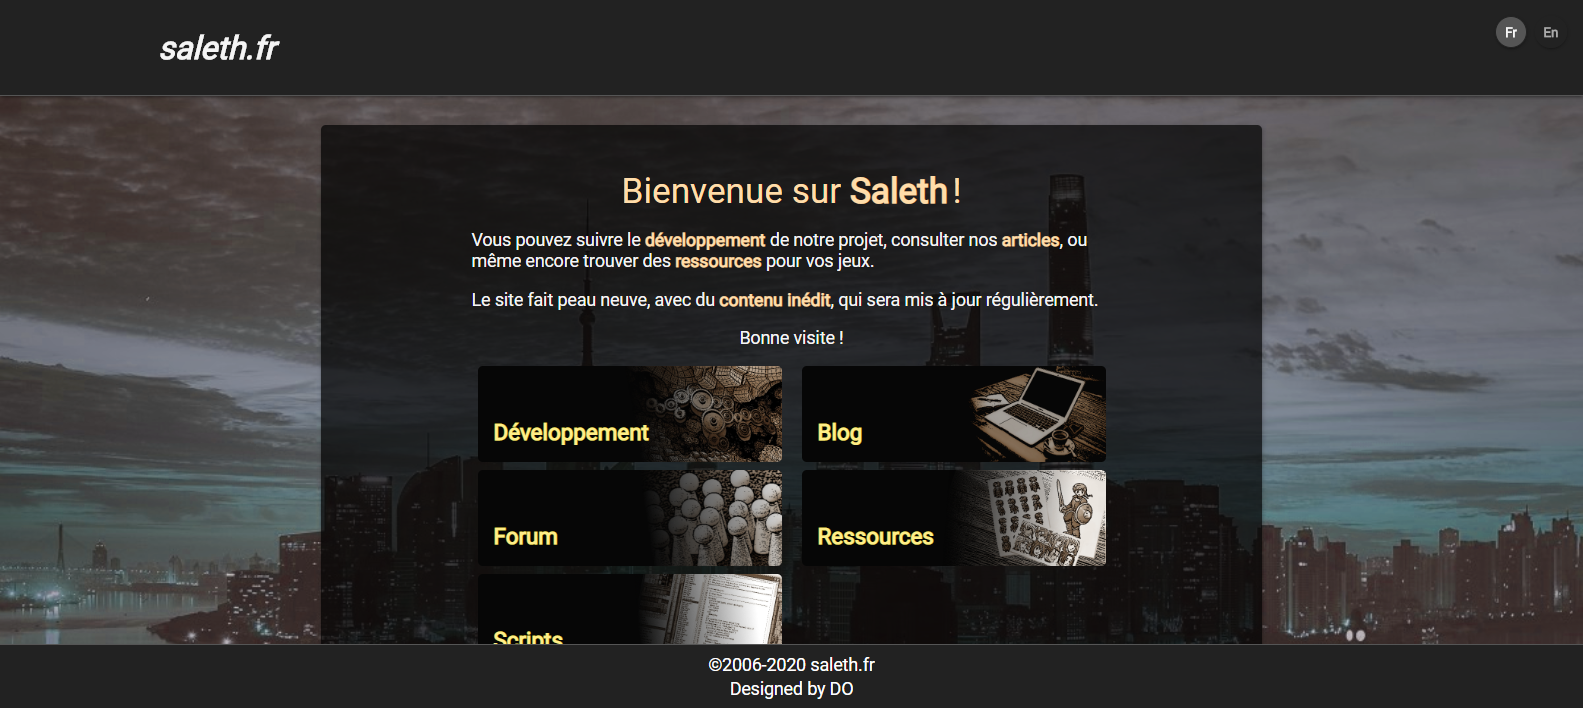 saleth.fr
Fr
En
Bienvenue sur Saleth !
Vous pouvez suivre le développement de notre projet, consulter nos articles, ou
même encore trouver des ressources pour vos jeux.
Le site fait peau neuve, avec du contenu inédit, qui sera mis à jour régulièrement.
Bonne visite !
Développement
Blog
Forum
Ressources
Scripts
©2006-2020 saleth.fr
Designed by DO